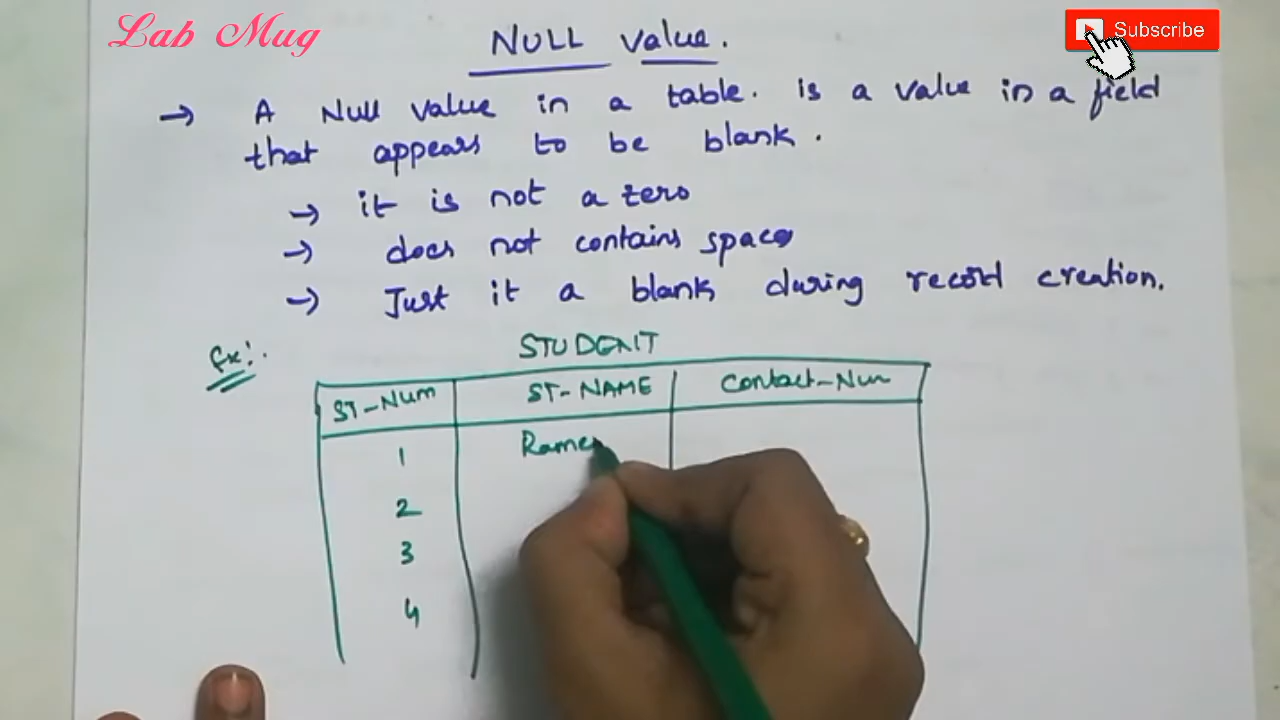 Lab Mug
Subscribe
NULL value.
→ A Null value in a table. is a value in a field
that appears to be blank.
→ it is not a zero
→ does not contains space
→ Just it a blank during record creation.
Ex:.
STUDENT
ST-Num ST-NAME Contact-Num
1 Rames
2
3
4